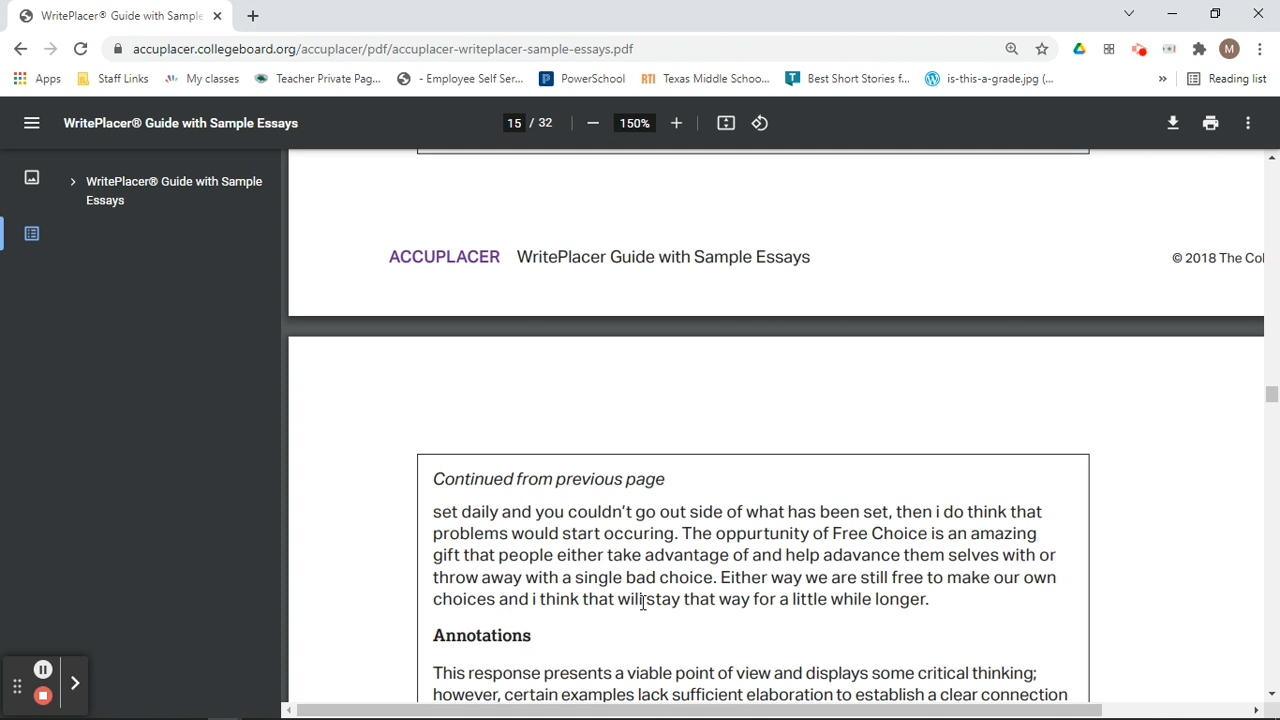 WritePlacer® Guide with Sample
accuplacer.collegeboard.org/accuplacer/pdf/accuplacer-writeplacer-sample-essays.pdf
M
Apps Staff Links My classes Teacher Private Pag... - Employee Self Ser... PowerSchool RTI Texas Middle Schoo... T Best Short Stories f... is-this-a-grade.jpg (... » Reading list
WritePlacer® Guide with Sample Essays 15 / 32 150%
WritePlacer® Guide with Sample
Essays
ACCUPLACER WritePlacer Guide with Sample Essays © 2018 The Col
Continued from previous page
set daily and you couldn't go out side of what has been set, then i do think that
problems would start occuring. The oppurtunity of Free Choice is an amazing
gift that people either take advantage of and help adavance them selves with or
throw away with a single bad choice. Either way we are still free to make our own
choices and i think that will stay that way for a little while longer.
Annotations
This response presents a viable point of view and displays some critical thinking;
however, certain examples lack sufficient elaboration to establish a clear connection